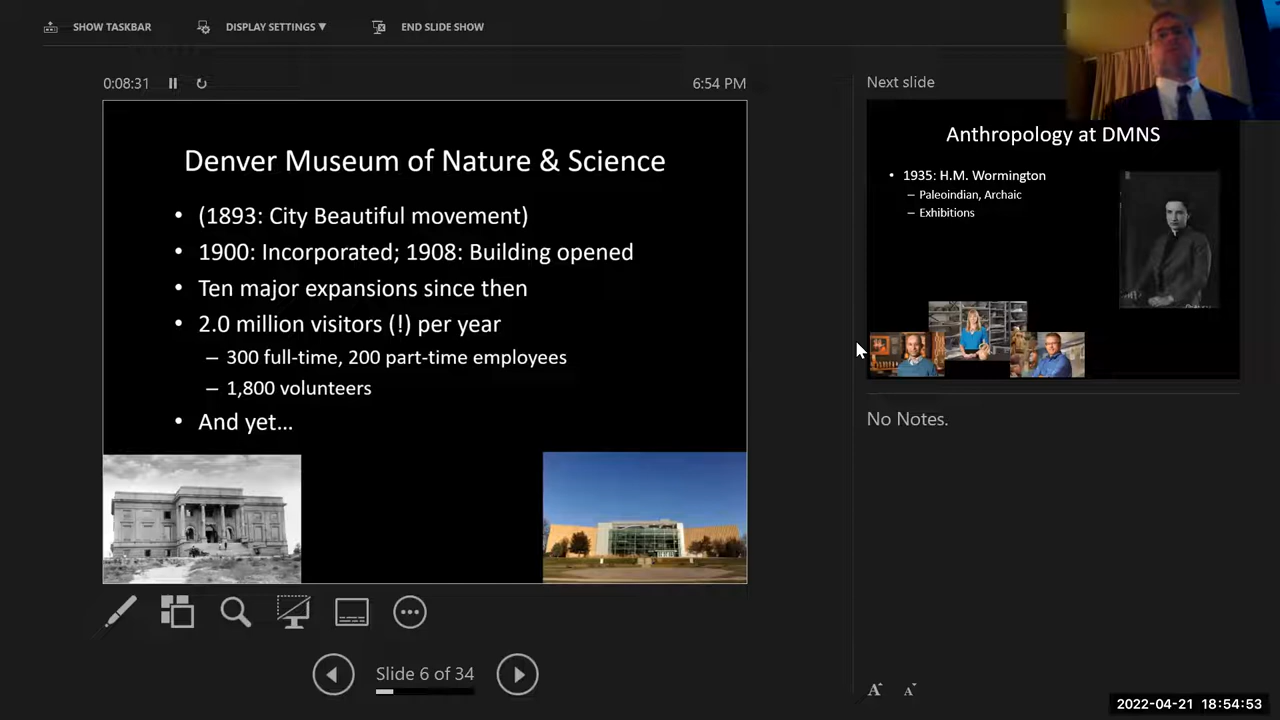 SHOW TASKBAR
DISPLAY SETTINGS ▼
END SLIDE SHOW
0:08:31
6:54 PM
Denver Museum of Nature & Science
• (1893: City Beautiful movement)
• 1900: Incorporated; 1908: Building opened
• Ten major expansions since then
• 2.0 million visitors (!) per year
– 300 full-time, 200 part-time employees
– 1,800 volunteers
• And yet…
Slide 6 of 34
Next slide
Anthropology at DMNS
• 1935: H.M. Wormington
– Paleoindian, Archaic
– Exhibitions
No Notes.
A A
2022-04-21 18:54:53